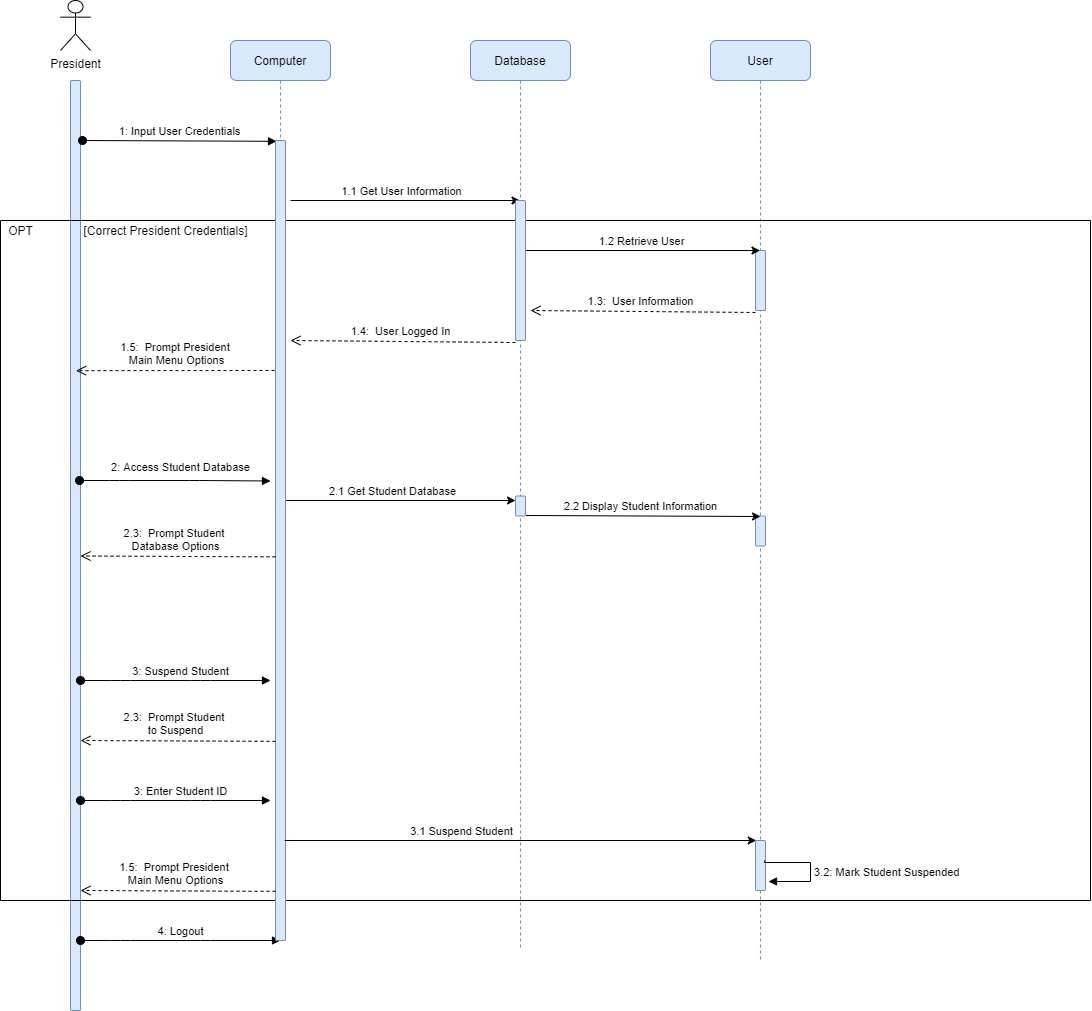 President
Computer
Database
User
1: Input User Credentials
1.1 Get User Information
OPT
[Correct President Credentials]
1.2 Retrieve User
1.3:  User Information
1.4:  User Logged In
1.5:  Prompt President
Main Menu Options
2: Access Student Database
2.1 Get Student Database
2.2 Display Student Information
2.3:  Prompt Student
Database Options
3: Suspend Student
2.3:  Prompt Student
to Suspend
3: Enter Student ID
3.1 Suspend Student
1.5:  Prompt President
Main Menu Options
3.2: Mark Student Suspended
4: Logout